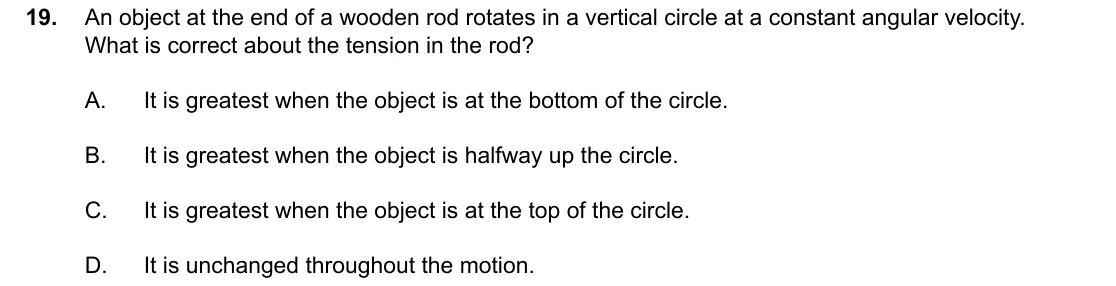 19. An object at the end of a wooden rod rotates in a vertical circle at a constant angular velocity.
What is correct about the tension in the rod?
A. It is greatest when the object is at the bottom of the circle.
B. It is greatest when the object is halfway up the circle.
C. It is greatest when the object is at the top of the circle.
D. It is unchanged throughout the motion.